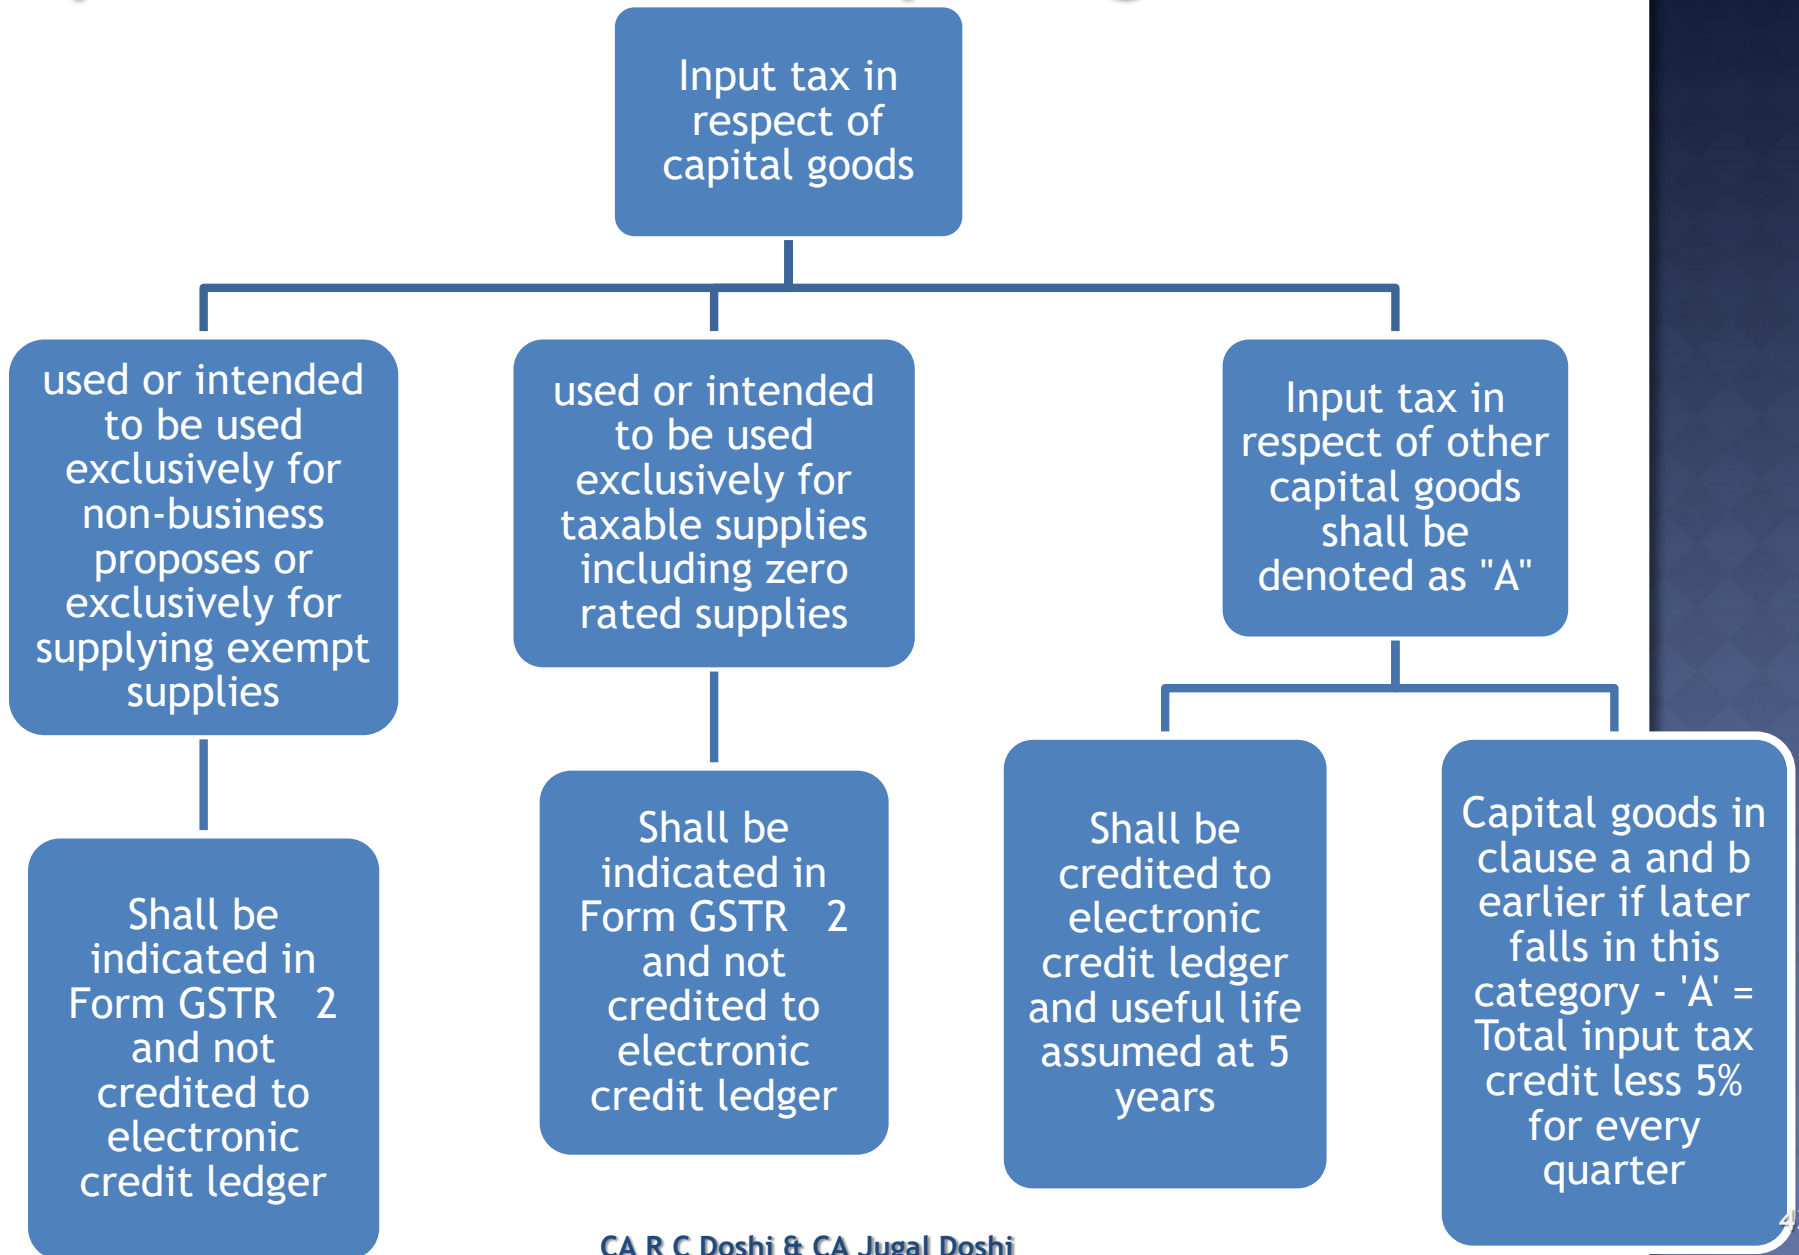 Input tax in
respect of
capital goods
used or intended
to be used
exclusively for
non-business
proposes or
exclusively for
supplying exempt
supplies
used or intended
to be used
exclusively for
taxable supplies
including zero
rated supplies
Input tax in
respect of other
capital goods
shall be
denoted as "A"
Shall be
indicated in
Form GSTR 2
and not
credited to
electronic
credit ledger
Shall be
indicated in
Form GSTR 2
and not
credited to
electronic
credit ledger
Shall be
credited to
electronic
credit ledger
and useful life
assumed at 5
years
Capital goods in
clause a and b
earlier if later
falls in this
category - 'A' =
Total input tax
credit less 5%
for every
quarter
CA R C Doshi & CA Jugal Doshi